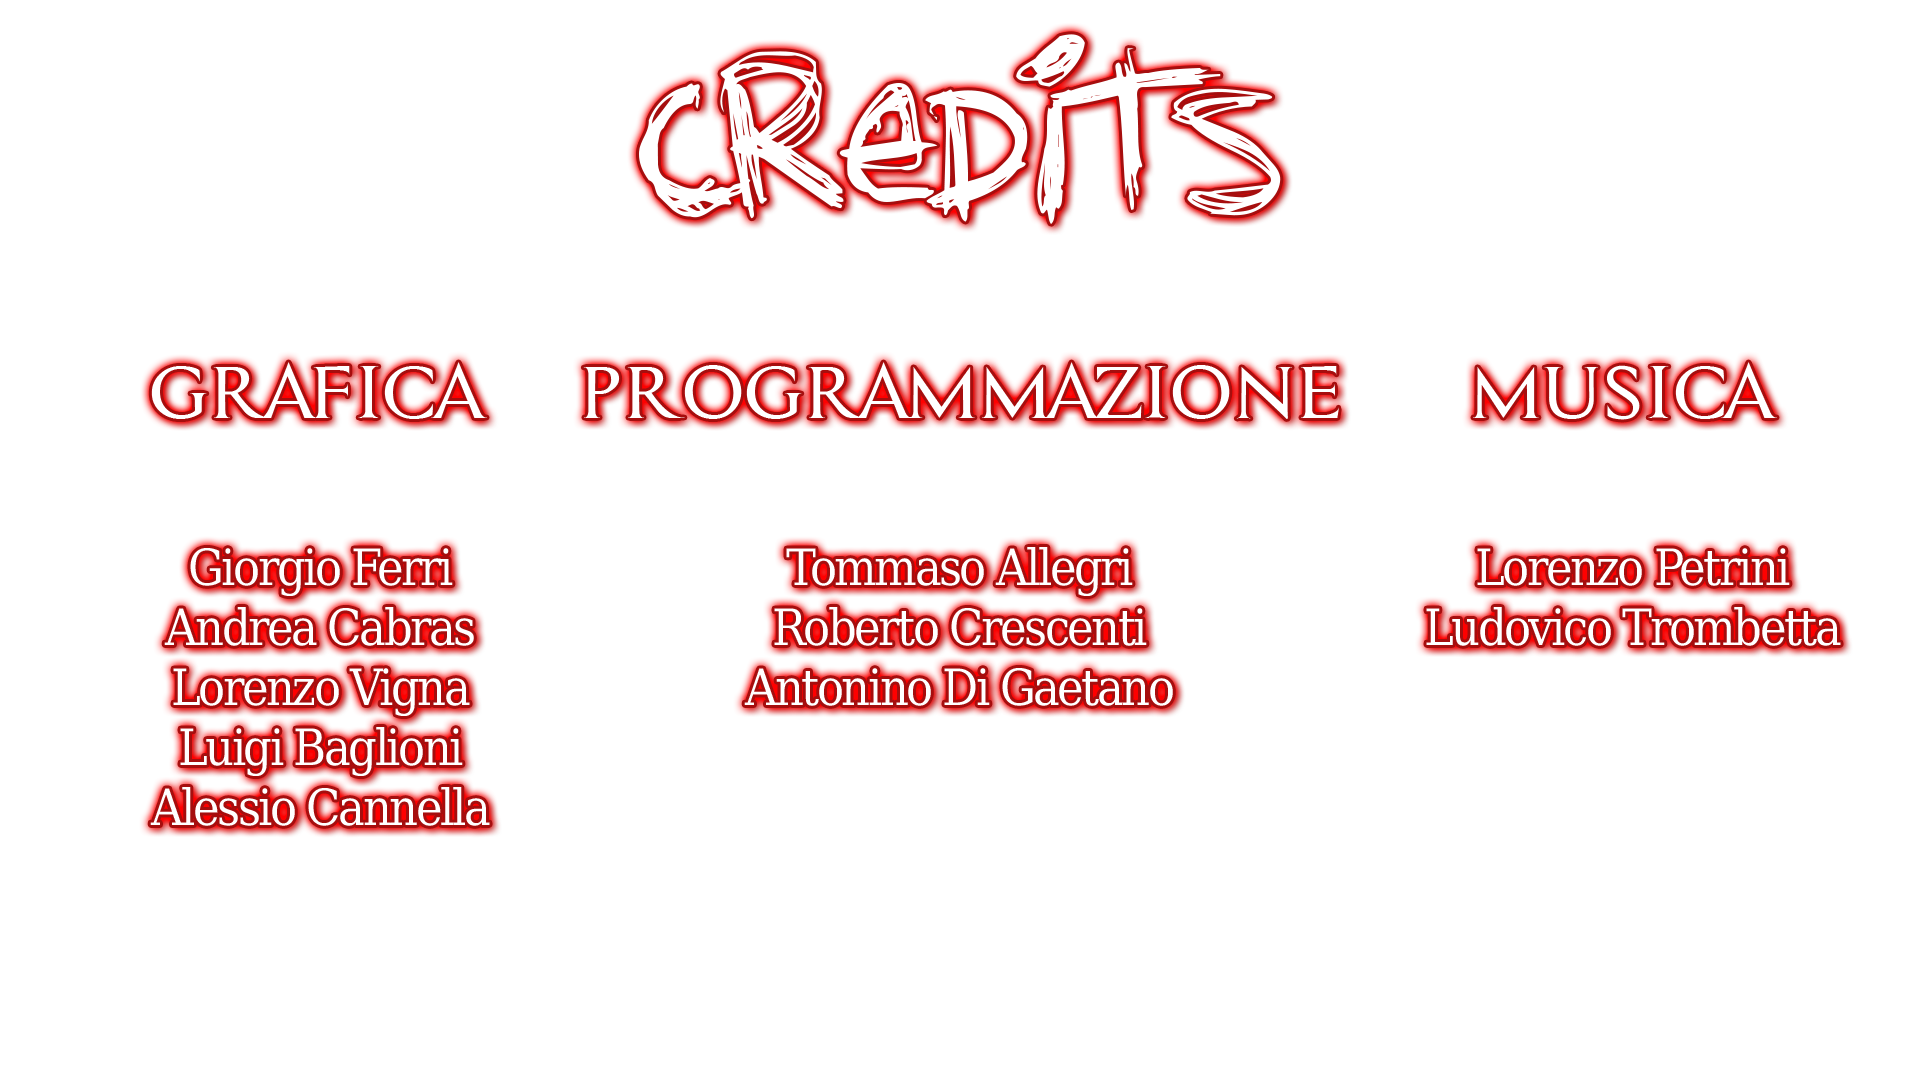 CReDiTS
GRAFICA
PROGRAMMAZIONE
MUSICA
Giorgio Ferri
Andrea Cabras
Lorenzo Vigna
Luigi Baglioni
Alessio Cannella
Tommaso Allegri
Roberto Crescenti
Antonino Di Gaetano
Lorenzo Petrini
Ludovico Trombetta